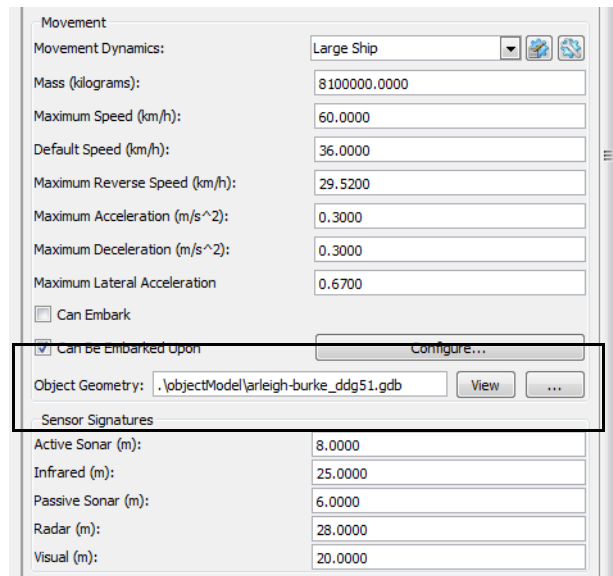 Movement
Movement Dynamics: Large Ship
Mass (kilograms): 8100000.0000
Maximum Speed (km/h): 60.0000
Default Speed (km/h): 36.0000
Maximum Reverse Speed (km/h): 29.5200
Maximum Acceleration (m/s^2): 0.3000
Maximum Deceleration (m/s^2): 0.3000
Maximum Lateral Acceleration 0.6700
Can Embark
Can Be Embarked Upon Configure...
Object Geometry: .\objectModel\arleigh-burke_ddg51.gdb View ...
Sensor Signatures
Active Sonar (m): 8.0000
Infrared (m): 25.0000
Passive Sonar (m): 6.0000
Radar (m): 28.0000
Visual (m): 20.0000